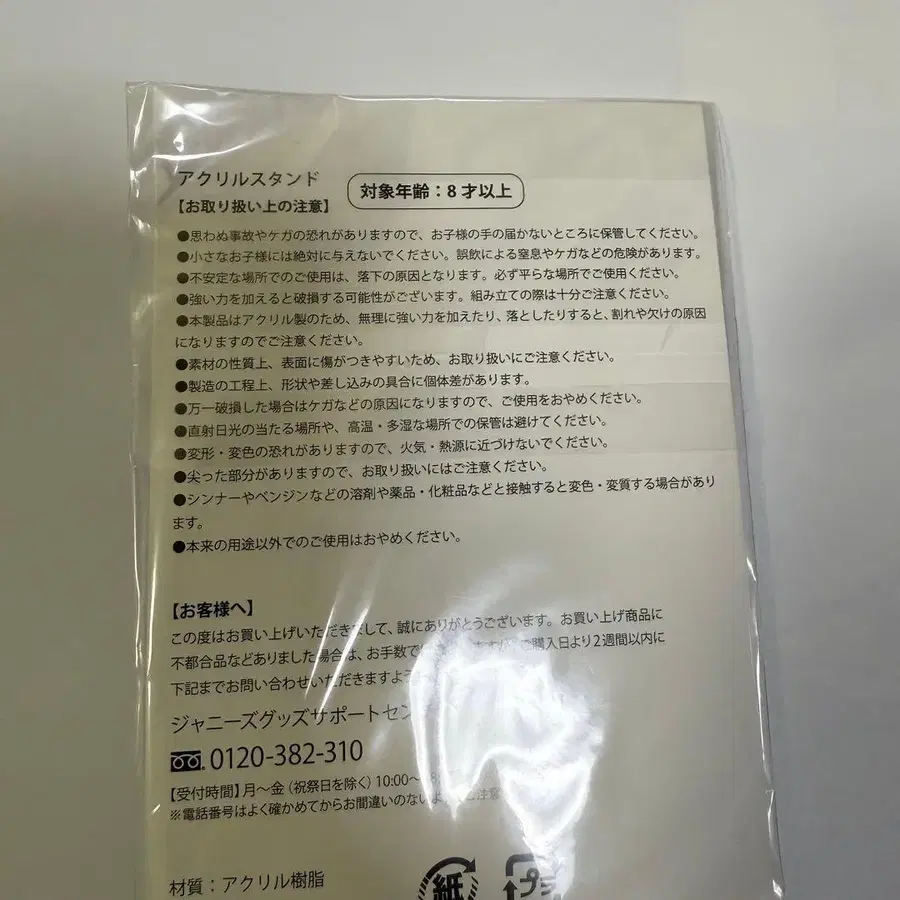 アクリルスタンド
対象年齢：8才以上
【お取り扱い上の注意】
●思わぬ事故やケガの恐れがありますので、お子様の手の届かないところに保管してください。
●小さなお子様には絶対に与えないでください。誤飲による窒息やケガなどの危険があります。
●不安定な場所でのご使用は、落下の原因となります。必ず平らな場所でご使用ください。
●強い力を加えると破損する可能性がございます。組み立ての際は十分ご注意ください。
●本製品はアクリル製のため、無理に強い力を加えたり、落としたりすると、割れや欠けの原因
になりますのでご注意ください。
●素材の性質上、表面に傷がつきやすいため、お取り扱いにご注意ください。
●製造の工程上、形状や差し込みの具合に個体差があります。
●万一破損した場合はケガなどの原因になりますので、ご使用をおやめください。
●直射日光の当たる場所や、高温・多湿な場所での保管は避けてください。
●変形・変色の恐れがありますので、火気・熱源に近づけないでください。
●尖った部分がありますので、お取り扱いにはご注意ください。
●シンナーやベンジンなどの溶剤や薬品・化粧品などと接触すると変色・変質する場合があり
ます。
●本来の用途以外でのご使用はおやめください。
【お客様へ】
この度はお買い上げいただきまして、誠にありがとうございます。お買い上げ商品に
不都合品などありました場合は、お手数で ますが、ご購入日より2週間以内に
下記までお問い合わせいただきますよう
ジャニーズグッズサポートセン
0120-382-310
【受付時間】月～金（祝祭日を除く）10:00～
※電話番号はよく確かめてからお間違いのないよ ご注意
材質：アクリル樹脂
紙
プラ